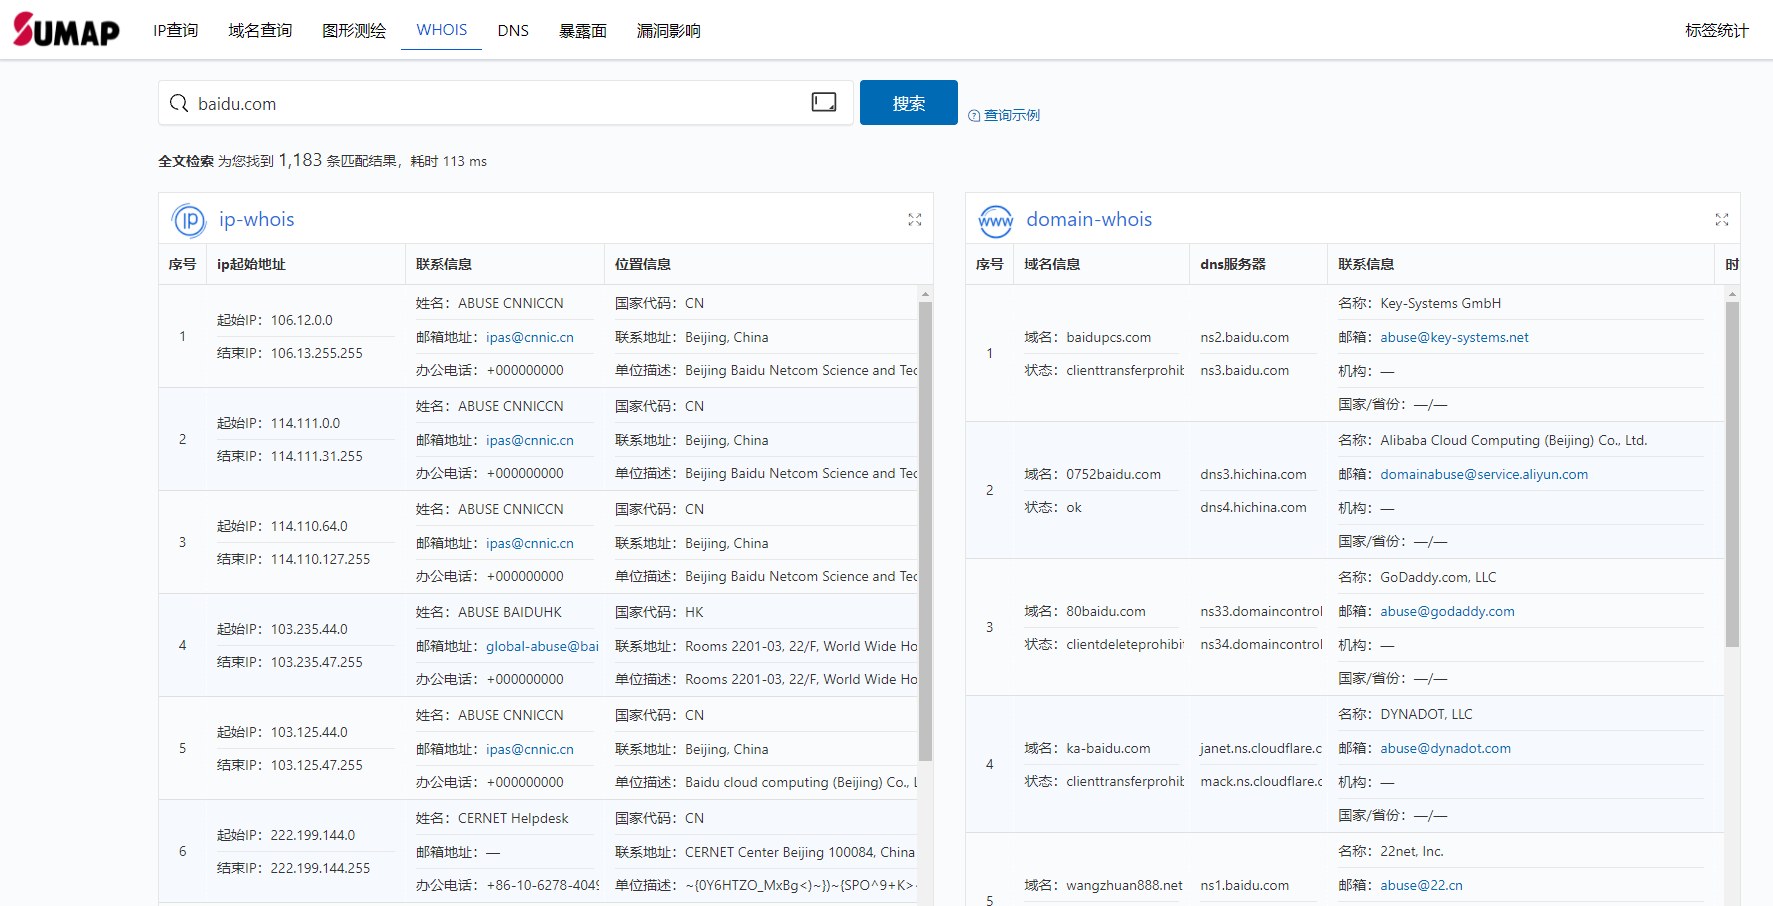 SUMAP IP查询 域名查询 图形测绘 WHOIS DNS 暴露面 漏洞影响 标签统计
baidu.com 搜索 查询示例
全文检索 为您找到 1,183 条匹配结果，耗时 113 ms
ip-whois
序号 ip起始地址 联系信息 位置信息
1
起始IP：106.12.0.0
结束IP：106.13.255.255
姓名：ABUSE CNNICCN
邮箱地址：ipas@cnnic.cn
办公电话：+000000000
国家代码：CN
联系地址：Beijing, China
单位描述：Beijing Baidu Netcom Science and Tec
2
起始IP：114.111.0.0
结束IP：114.111.31.255
姓名：ABUSE CNNICCN
邮箱地址：ipas@cnnic.cn
办公电话：+000000000
国家代码：CN
联系地址：Beijing, China
单位描述：Beijing Baidu Netcom Science and Tec
3
起始IP：114.110.64.0
结束IP：114.110.127.255
姓名：ABUSE CNNICCN
邮箱地址：ipas@cnnic.cn
办公电话：+000000000
国家代码：CN
联系地址：Beijing, China
单位描述：Beijing Baidu Netcom Science and Tec
4
起始IP：103.235.44.0
结束IP：103.235.47.255
姓名：ABUSE BAIDUHK
邮箱地址：global-abuse@bai
办公电话：+000000000
国家代码：HK
联系地址：Rooms 2201-03, 22/F, World Wide Ho
单位描述：Rooms 2201-03, 22/F, World Wide Ho
5
起始IP：103.125.44.0
结束IP：103.125.47.255
姓名：ABUSE CNNICCN
邮箱地址：ipas@cnnic.cn
办公电话：+000000000
国家代码：CN
联系地址：Beijing, China
单位描述：Baidu cloud computing (Beijing) Co., L
6
起始IP：222.199.144.0
结束IP：222.199.144.255
姓名：CERNET Helpdesk
邮箱地址：—
办公电话：+86-10-6278-4049
国家代码：CN
联系地址：CERNET Center Beijing 100084, China
单位描述：~{0Y6HTZO_MxBg<)~})~{SPO^9+K>~
domain-whois
序号 域名信息 dns服务器 联系信息 时
1
域名：baidupcs.com
状态：clienttransferprohib
ns2.baidu.com
ns3.baidu.com
名称：Key-Systems GmbH
邮箱：abuse@key-systems.net
机构：—
国家/省份：—/—
2
域名：0752baidu.com
状态：ok
dns3.hichina.com
dns4.hichina.com
名称：Alibaba Cloud Computing (Beijing) Co., Ltd.
邮箱：domainabuse@service.aliyun.com
机构：—
国家/省份：—/—
3
域名：80baidu.com
状态：clientdeleteprohibi
ns33.domaincontrol
ns34.domaincontrol
名称：GoDaddy.com, LLC
邮箱：abuse@godaddy.com
机构：—
国家/省份：—/—
4
域名：ka-baidu.com
状态：clienttransferprohib
janet.ns.cloudflare.c
mack.ns.cloudflare.c
名称：DYNADOT, LLC
邮箱：abuse@dynadot.com
机构：—
国家/省份：—/—
5
域名：wangzhuan888.net
ns1.baidu.com
名称：22net, Inc.
邮箱：abuse@22.cn